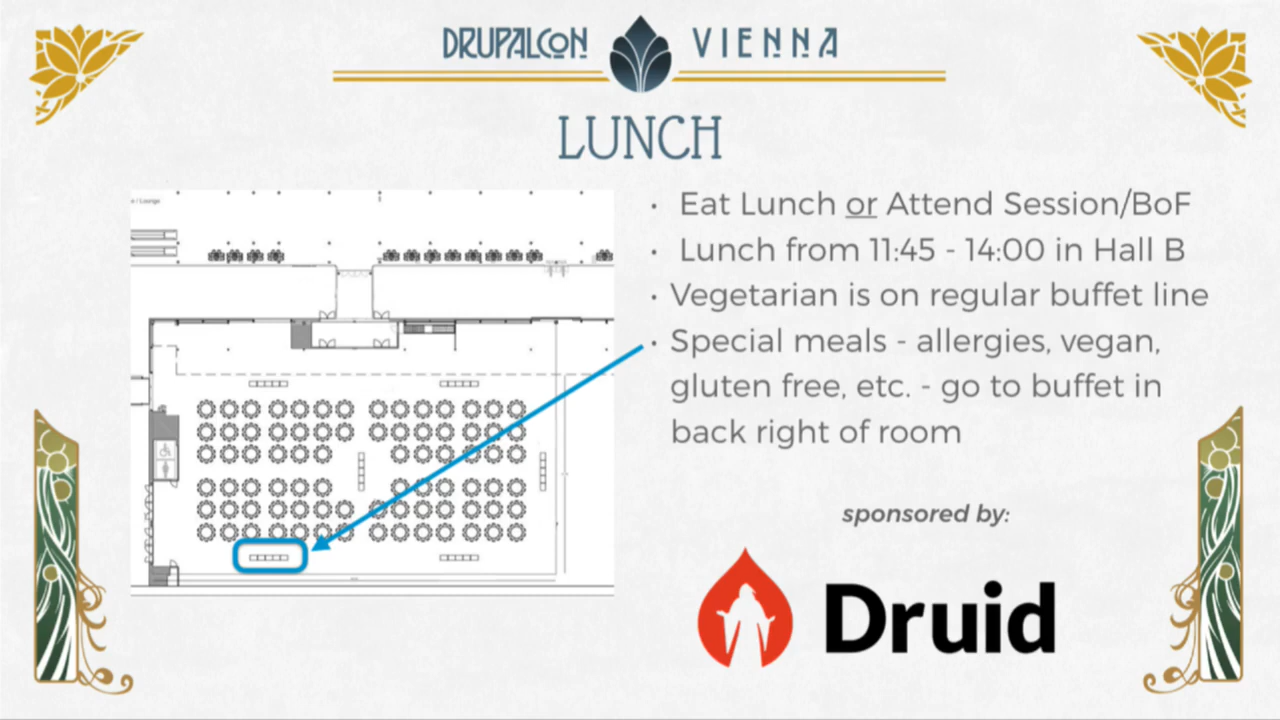 DRUPALCON VIENNA
LUNCH
e / Lounge
• Eat Lunch or Attend Session/BoF
• Lunch from 11:45 - 14:00 in Hall B
• Vegetarian is on regular buffet line
• Special meals - allergies, vegan,
gluten free, etc. - go to buffet in
back right of room
sponsored by:
Druid